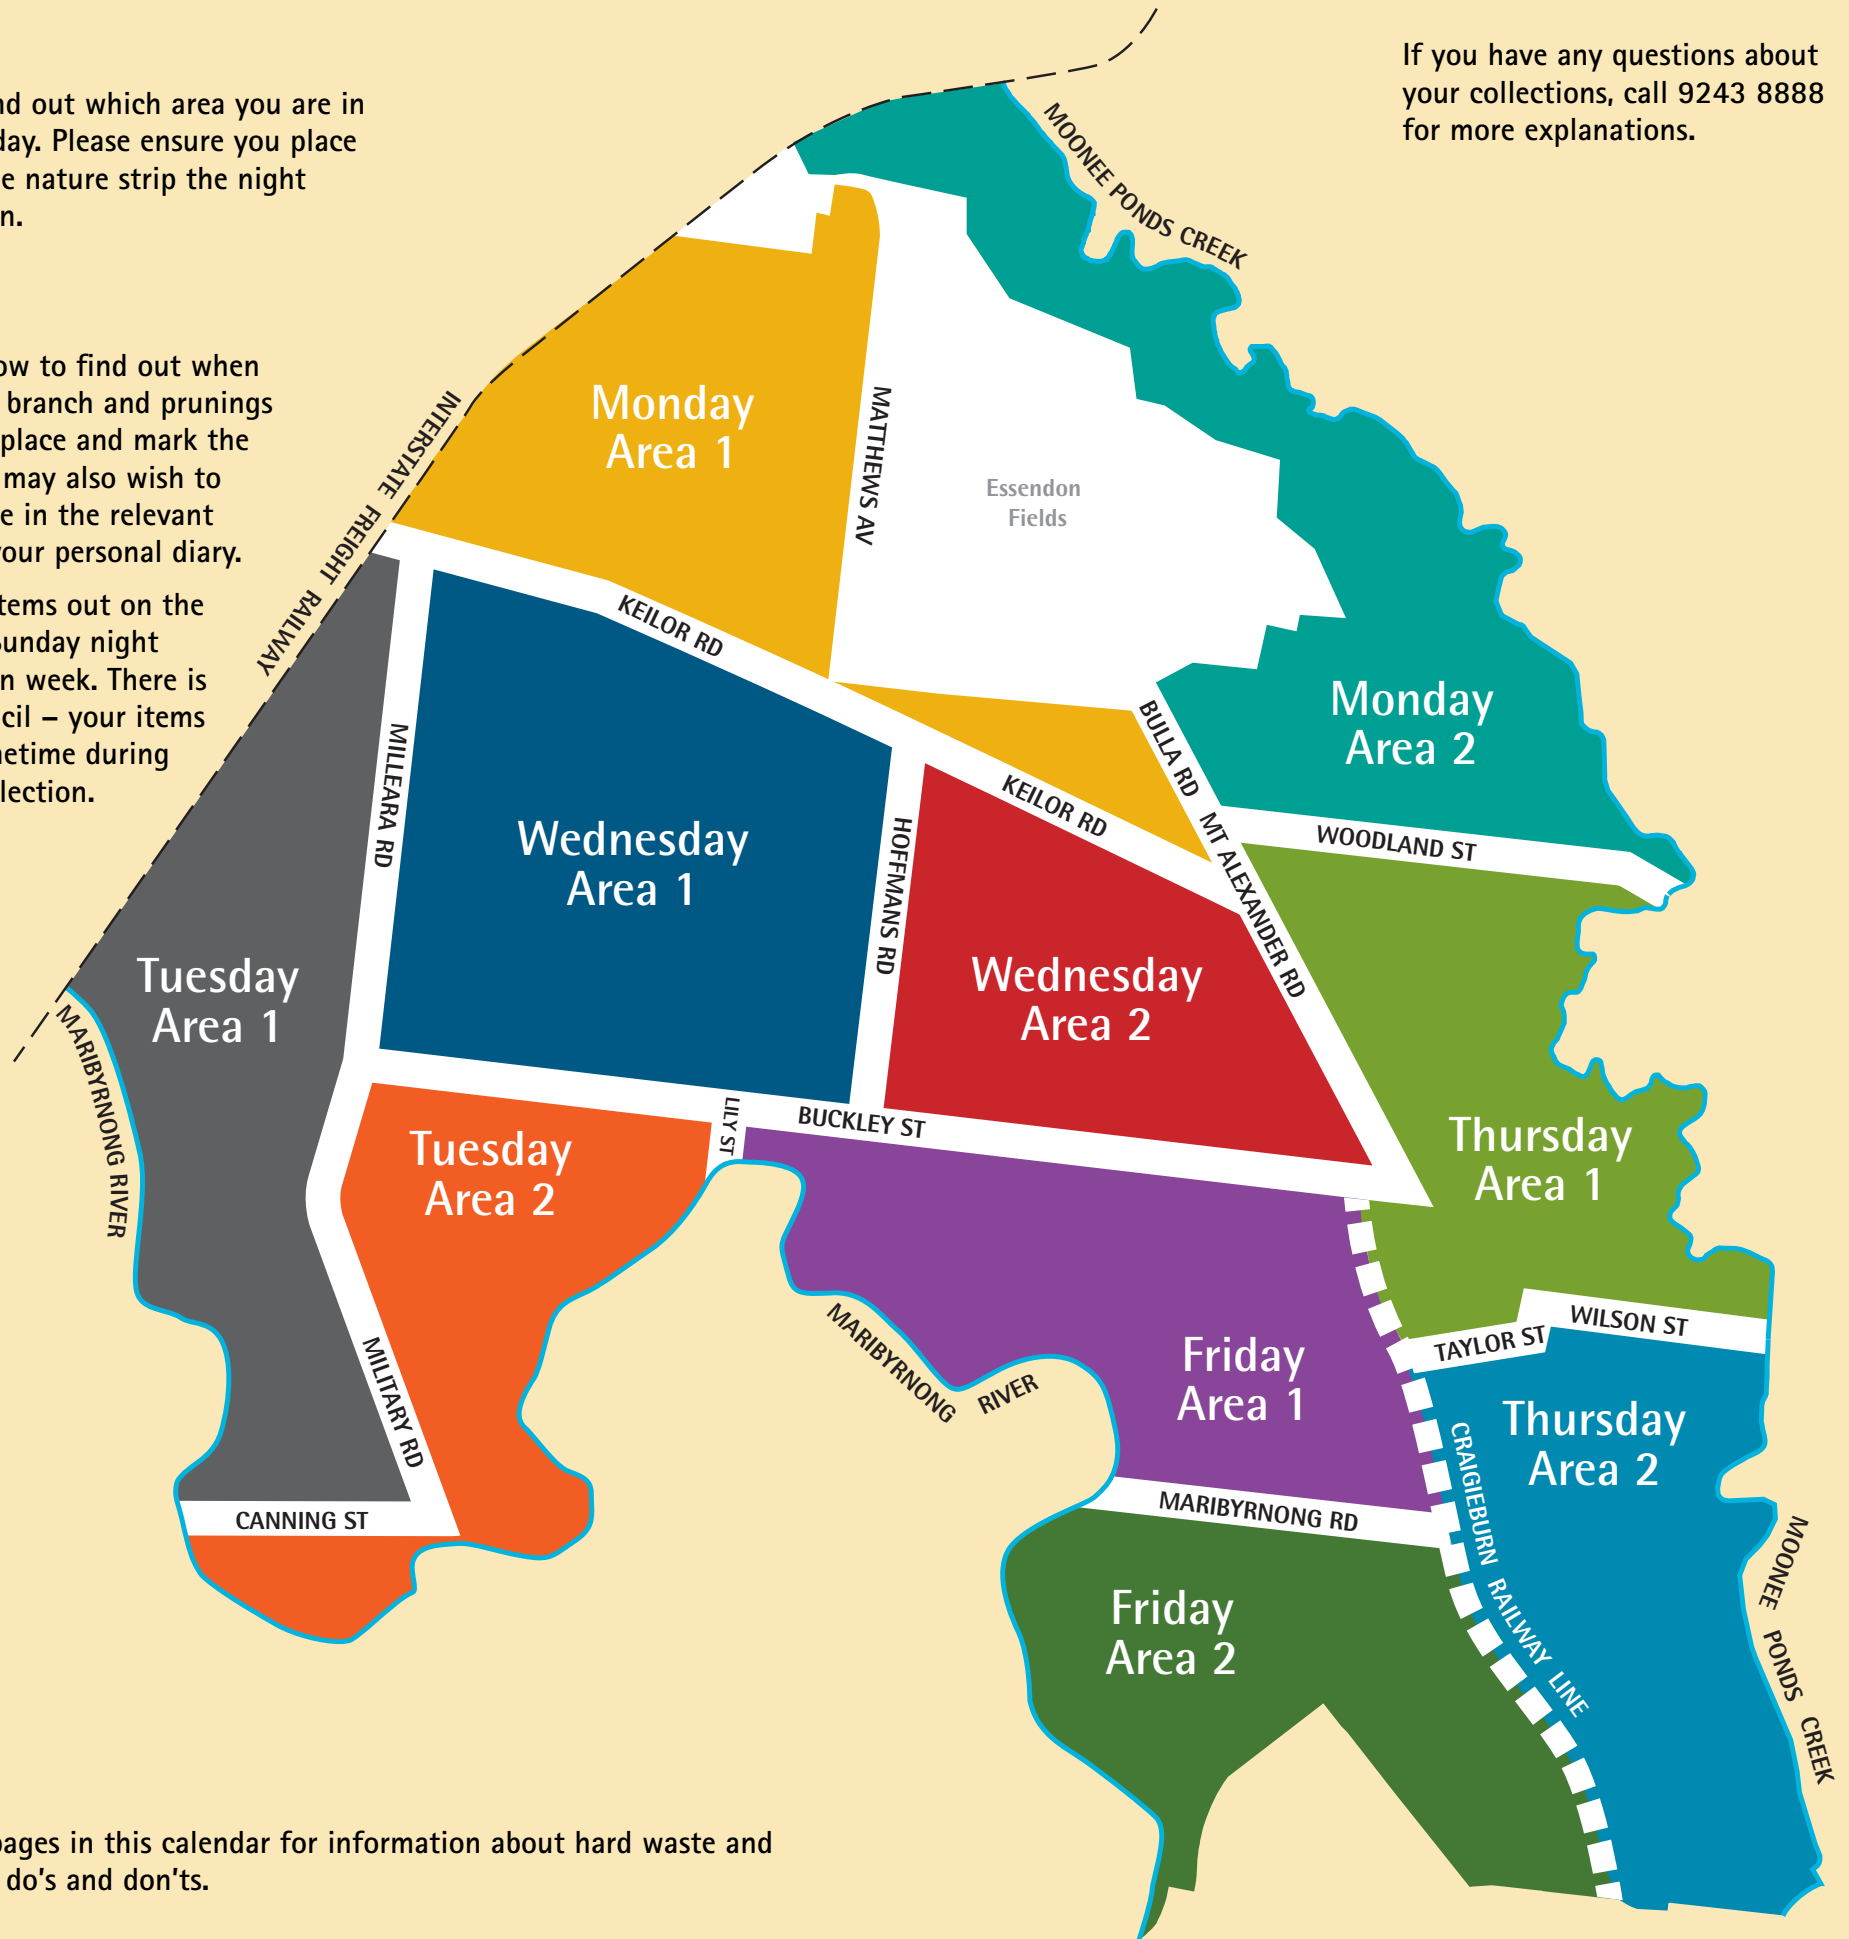 nd out which area you are in
day. Please ensure you place
e nature strip the night
n.
If you have any questions about
your collections, call 9243 8888
for more explanations.
ow to find out when
branch and prunings
place and mark the
may also wish to
e in the relevant
your personal diary.
tems out on the
Sunday night
n week. There is
cil – your items
metime during
lection.
MOONEE PONDS CREEK
INTERSTATE FREIGHT RAILWAY
Monday
Area 1
MATTHEWS AV
Essendon
Fields
KEILOR RD
Monday
Area 2
BULLA RD
KEILOR RD
MT ALEXANDER RD
WOODLAND ST
MILLEARA RD
Wednesday
Area 1
HOFFMANS RD
Wednesday
Area 2
Tuesday
Area 1
MARIBYRNONG RIVER
LILY ST
BUCKLEY ST
Tuesday
Area 2
Thursday
Area 1
MILITARY RD
MARIBYRNONG RIVER
Friday
Area 1
TAYLOR ST
WILSON ST
Thursday
Area 2
CRAIGIEBURN RAILWAY LINE
CANNING ST
MARIBYRNONG RD
MOONEE PONDS CREEK
Friday
Area 2
pages in this calendar for information about hard waste and
do's and don'ts.